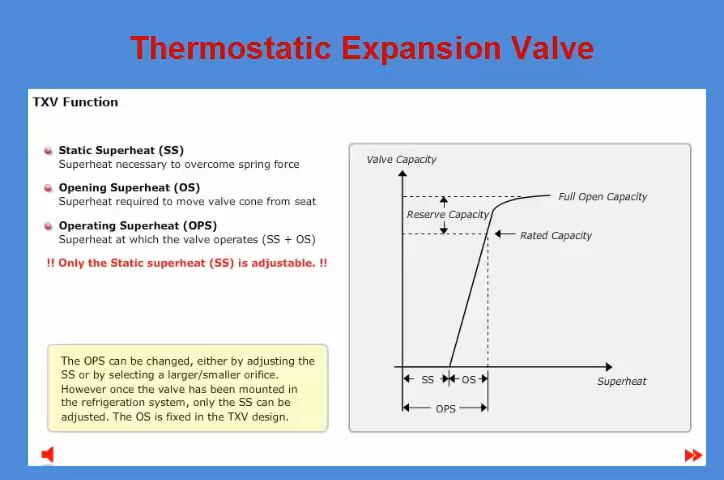 Thermostatic Expansion Valve
TXV Function
Static Superheat (SS)
Superheat necessary to overcome spring force
Opening Superheat (OS)
Superheat required to move valve cone from seat
Operating Superheat (OPS)
Superheat at which the valve operates (SS + OS)
!! Only the Static superheat (SS) is adjustable. !!
The OPS can be changed, either by adjusting the
SS or by selecting a larger/smaller orifice.
However once the valve has been mounted in
the refrigeration system, only the SS can be
adjusted. The OS is fixed in the TXV design.
Valve Capacity
Full Open Capacity
Reserve Capacity
Rated Capacity
SS
OS
Superheat
OPS